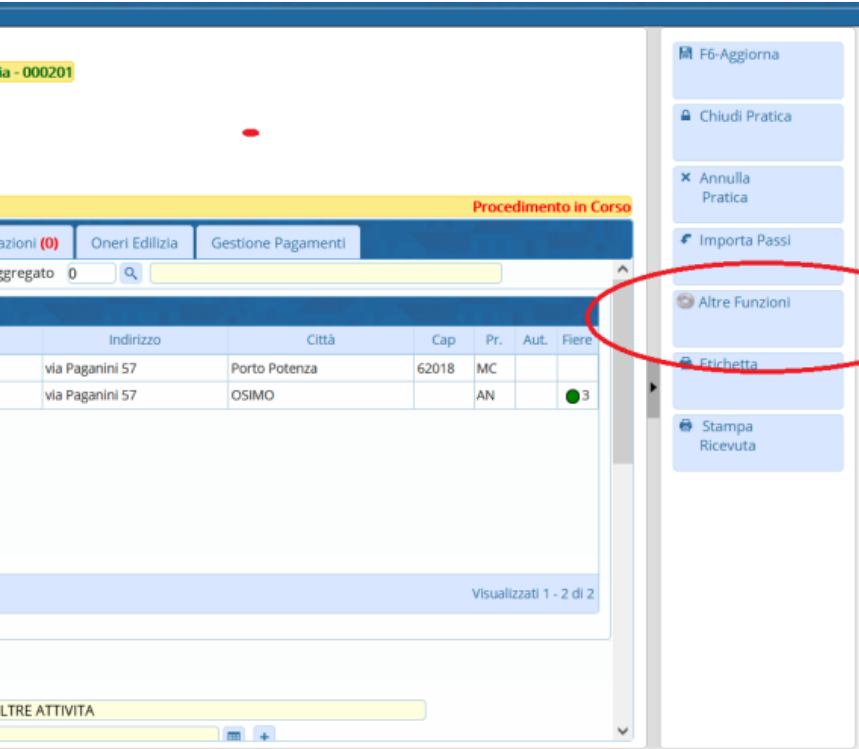 ia - 000201
Procedimento in Corso
azioni (0) Oneri Edilizia Gestione Pagamenti
ggregato 0
Indirizzo Città Cap Pr. Aut. Fiere
via Paganini 57 Porto Potenza 62018 MC
via Paganini 57 OSIMO AN 3
Visualizzati 1 - 2 di 2
LTRE ATTIVITA
F6-Aggiorna
Chiudi Pratica
Annulla
Pratica
Importa Passi
Altre Funzioni
Etichetta
Stampa
Ricevuta